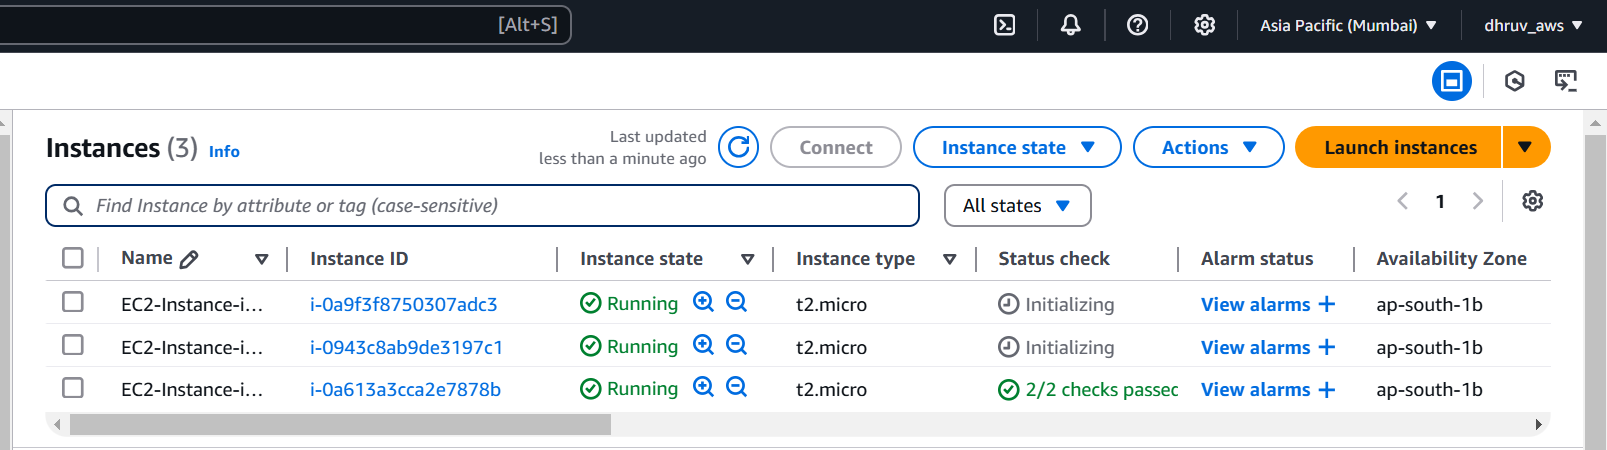 [Alt+S] Asia Pacific (Mumbai) dhruv_aws
Instances (3) Info Last updated less than a minute ago Connect Instance state Actions Launch instances
Find Instance by attribute or tag (case-sensitive) All states 1
Name Instance ID Instance state Instance type Status check Alarm status Availability Zone
EC2-Instance-i... i-0a9f3f8750307adc3 Running t2.micro Initializing View alarms + ap-south-1b
EC2-Instance-i... i-0943c8ab9de3197c1 Running t2.micro Initializing View alarms + ap-south-1b
EC2-Instance-i... i-0a613a3cca2e7878b Running t2.micro 2/2 checks passed View alarms + ap-south-1b